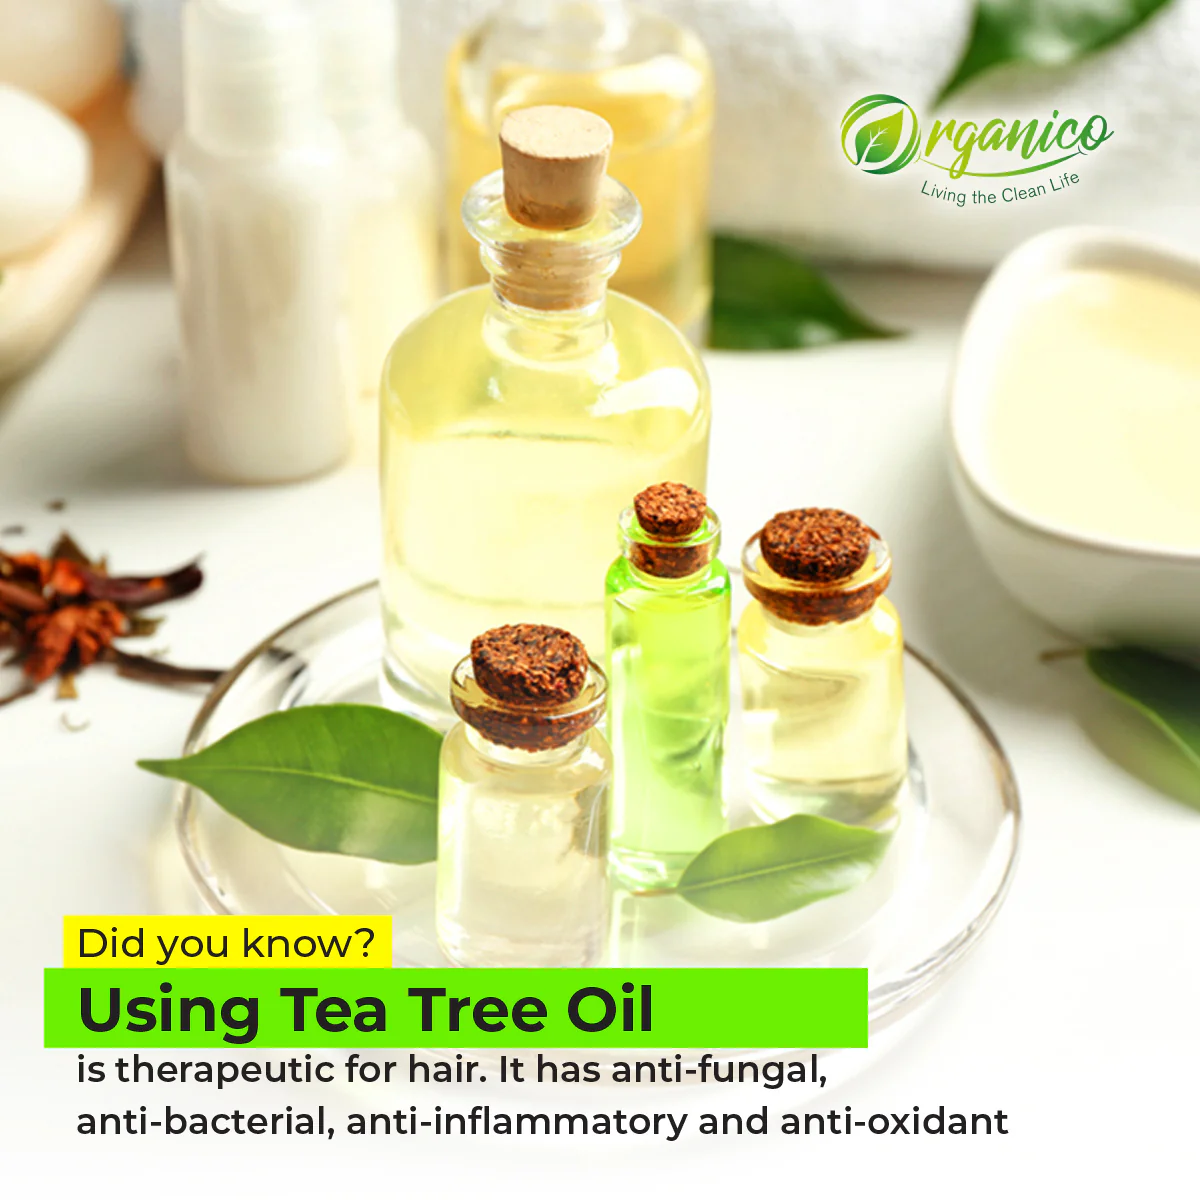 Organico
Living the Clean Life
Did you know?
Using Tea Tree Oil
is therapeutic for hair. It has anti-fungal,
anti-bacterial, anti-inflammatory and anti-oxidant